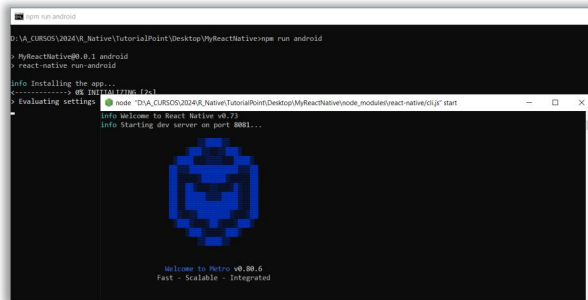 npm run android
D:\A_CURSOS\2024\R_Native\TutorialPoint\Desktop\MyReactNative>npm run android
> MyReactNative@0.0.1 android
> react-native run-android
info Installing the app...
<-------------> 0% INITIALIZING [2s]
> Evaluating settings
node "D:\A_CURSOS\2024\R_Native\TutorialPoint\Desktop\MyReactNative\node_modules\react-native/cli.js" start
info Welcome to React Native v0.73
info Starting dev server on port 8081...
Welcome to Metro v0.80.6
Fast - Scalable - Integrated